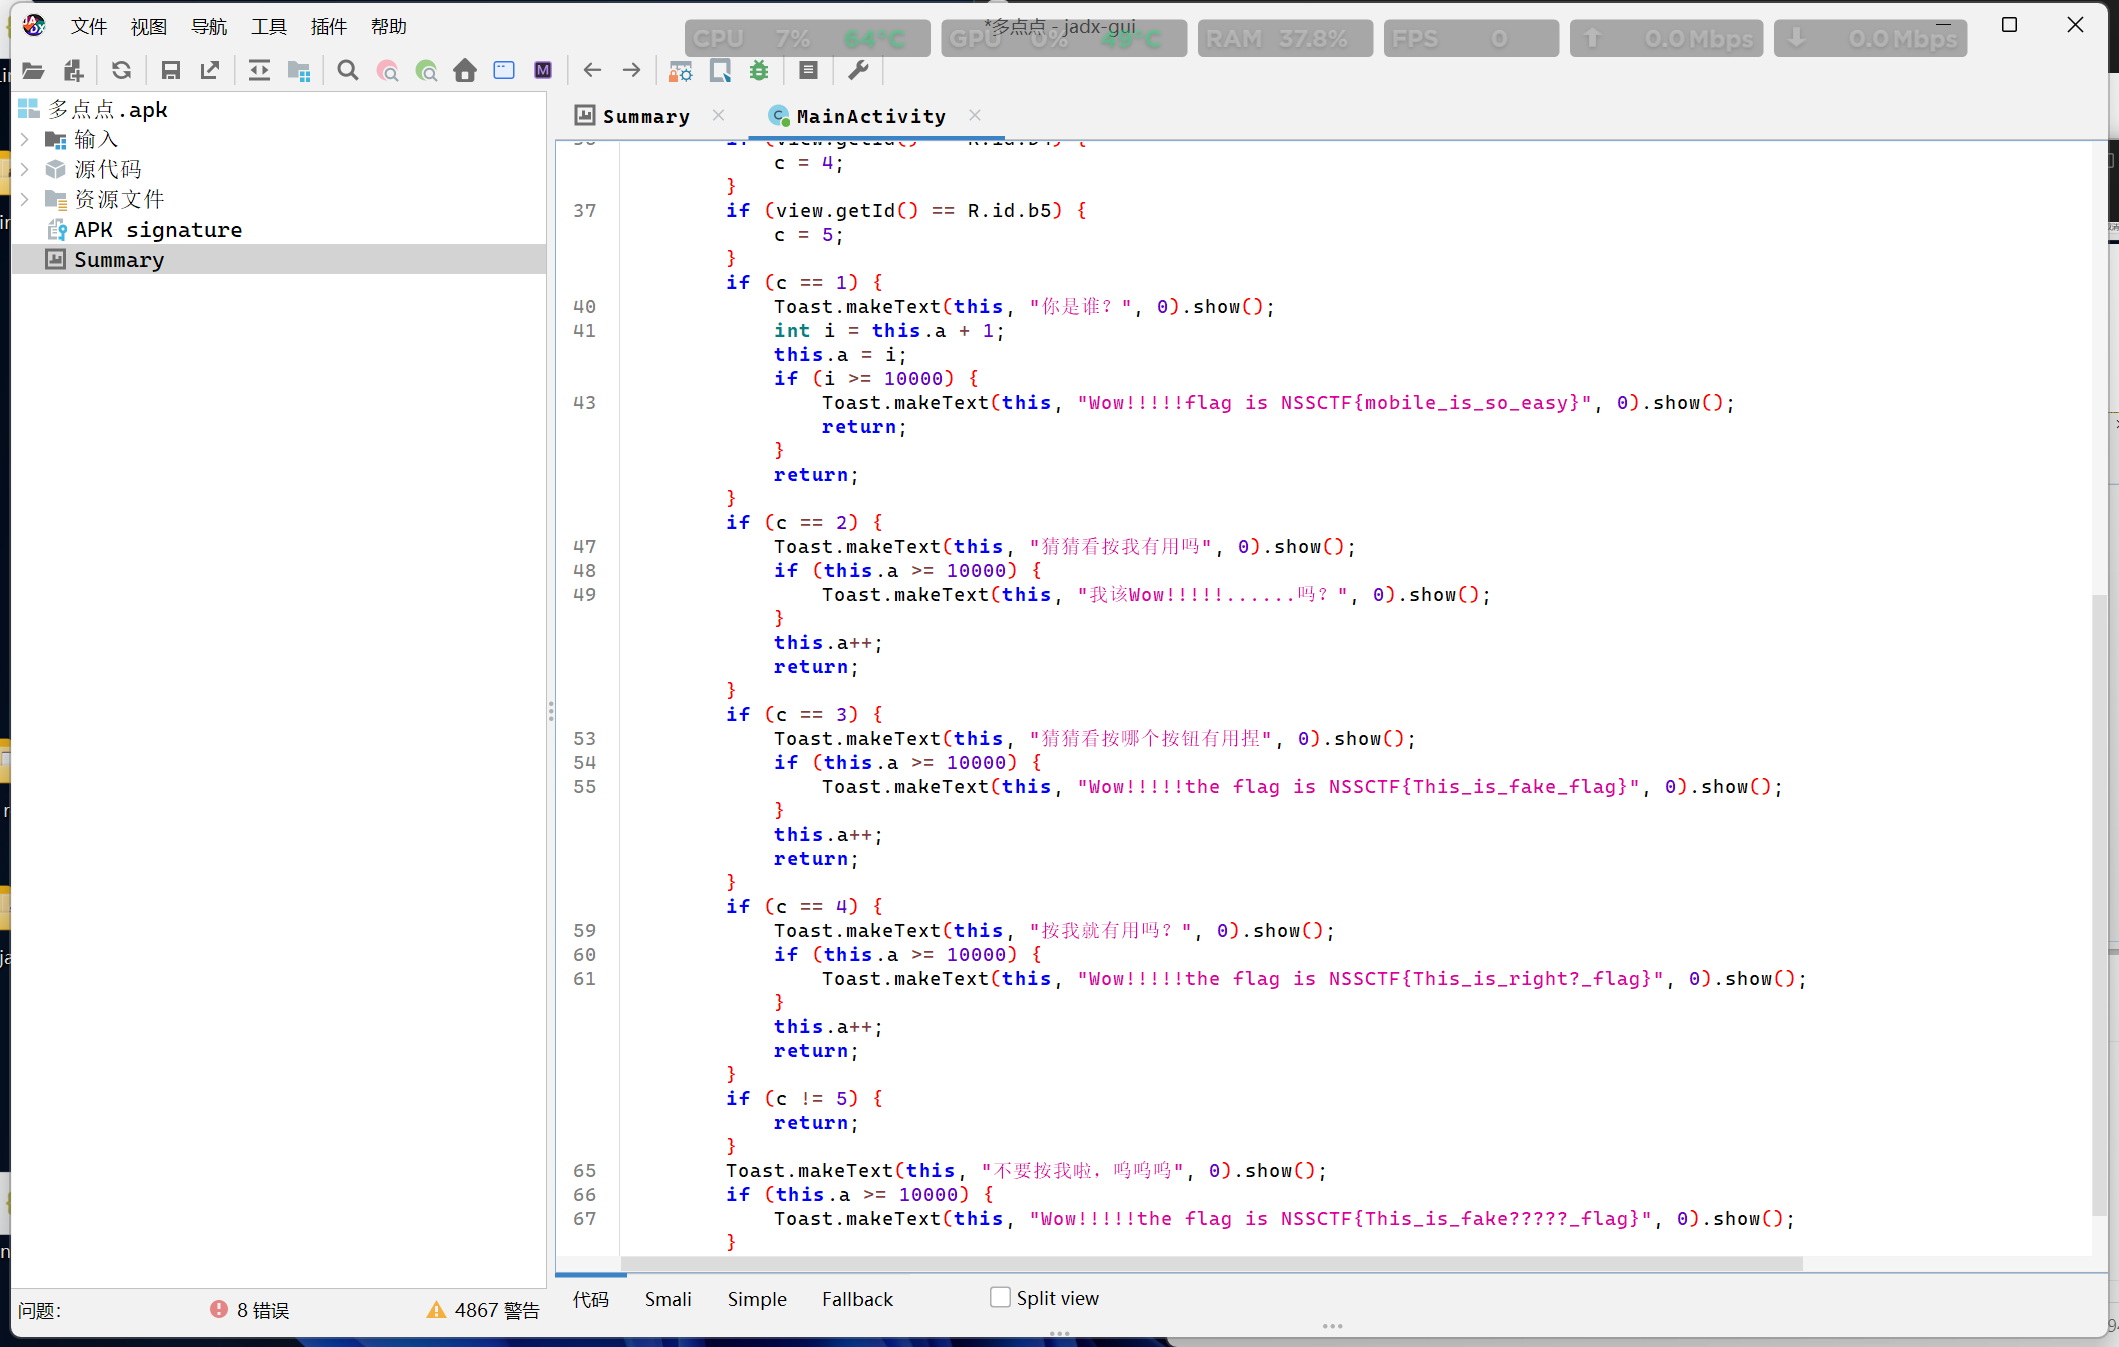 文件 视图 导航 工具 插件 帮助
*多点点 - jadx-gui
CPU 7% 64°C GPU 0% 49°C RAM 37.8% FPS 0 0.0 Mbps 0.0 Mbps
多点点.apk
输入
源代码
资源文件
APK signature
Summary
Summary MainActivity
c = 4;
}
37 if (view.getId() == R.id.b5) {
c = 5;
}
if (c == 1) {
40 Toast.makeText(this, "你是谁？", 0).show();
41 int i = this.a + 1;
this.a = i;
if (i >= 10000) {
43 Toast.makeText(this, "Wow!!!!!flag is NSSCTF{mobile_is_so_easy}", 0).show();
return;
}
return;
}
if (c == 2) {
47 Toast.makeText(this, "猜猜看按我有用吗", 0).show();
48 if (this.a >= 10000) {
49 Toast.makeText(this, "我该Wow!!!!!......吗？", 0).show();
}
this.a++;
return;
}
if (c == 3) {
53 Toast.makeText(this, "猜猜看按哪个按钮有用捏", 0).show();
54 if (this.a >= 10000) {
55 Toast.makeText(this, "Wow!!!!!the flag is NSSCTF{This_is_fake_flag}", 0).show();
}
this.a++;
return;
}
if (c == 4) {
59 Toast.makeText(this, "按我就有用吗？", 0).show();
60 if (this.a >= 10000) {
61 Toast.makeText(this, "Wow!!!!!the flag is NSSCTF{This_is_right?_flag}", 0).show();
}
this.a++;
return;
}
if (c != 5) {
return;
}
65 Toast.makeText(this, "不要按我啦，呜呜呜", 0).show();
66 if (this.a >= 10000) {
67 Toast.makeText(this, "Wow!!!!!the flag is NSSCTF{This_is_fake?????_flag}", 0).show();
}
代码 Simali Simple Fallback Split view
问题: 8 错误 4867 警告